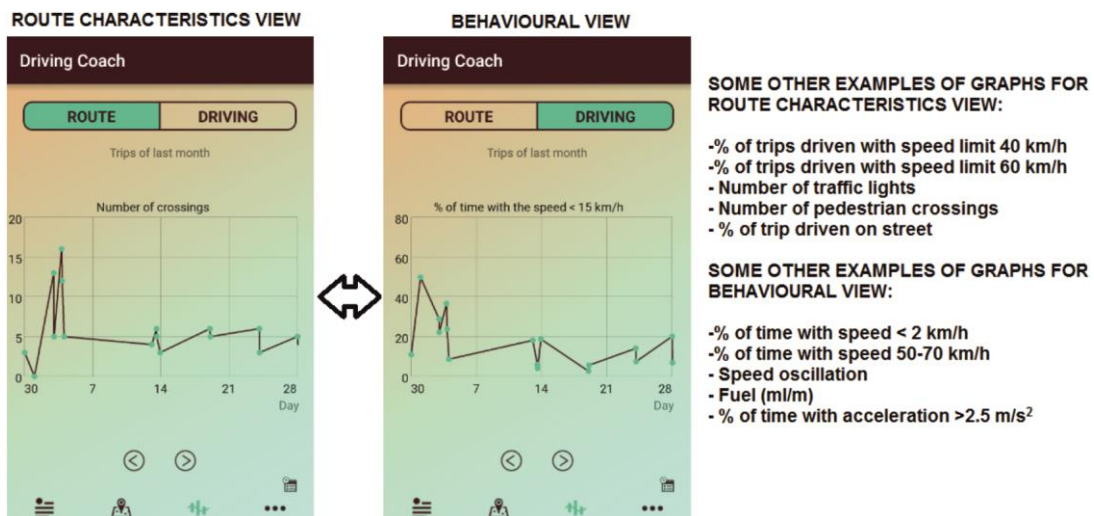 ROUTE CHARACTERISTICS VIEW
Driving Coach
ROUTE DRIVING
Trips of last month
Number of crossings
20
15
10
5
0
30 7 14 21 28
Day
BEHAVIOURAL VIEW
Driving Coach
ROUTE DRIVING
Trips of last month
% of time with the speed < 15 km/h
80
60
40
20
0
30 7 14 21 28
Day
SOME OTHER EXAMPLES OF GRAPHS FOR
ROUTE CHARACTERISTICS VIEW:
-% of trips driven with speed limit 40 km/h
-% of trips driven with speed limit 60 km/h
- Number of traffic lights
- Number of pedestrian crossings
- % of trip driven on street
SOME OTHER EXAMPLES OF GRAPHS FOR
BEHAVIOURAL VIEW:
-% of time with speed < 2 km/h
-% of time with speed 50-70 km/h
- Speed oscillation
- Fuel (ml/m)
- % of time with acceleration >2.5 m/s²